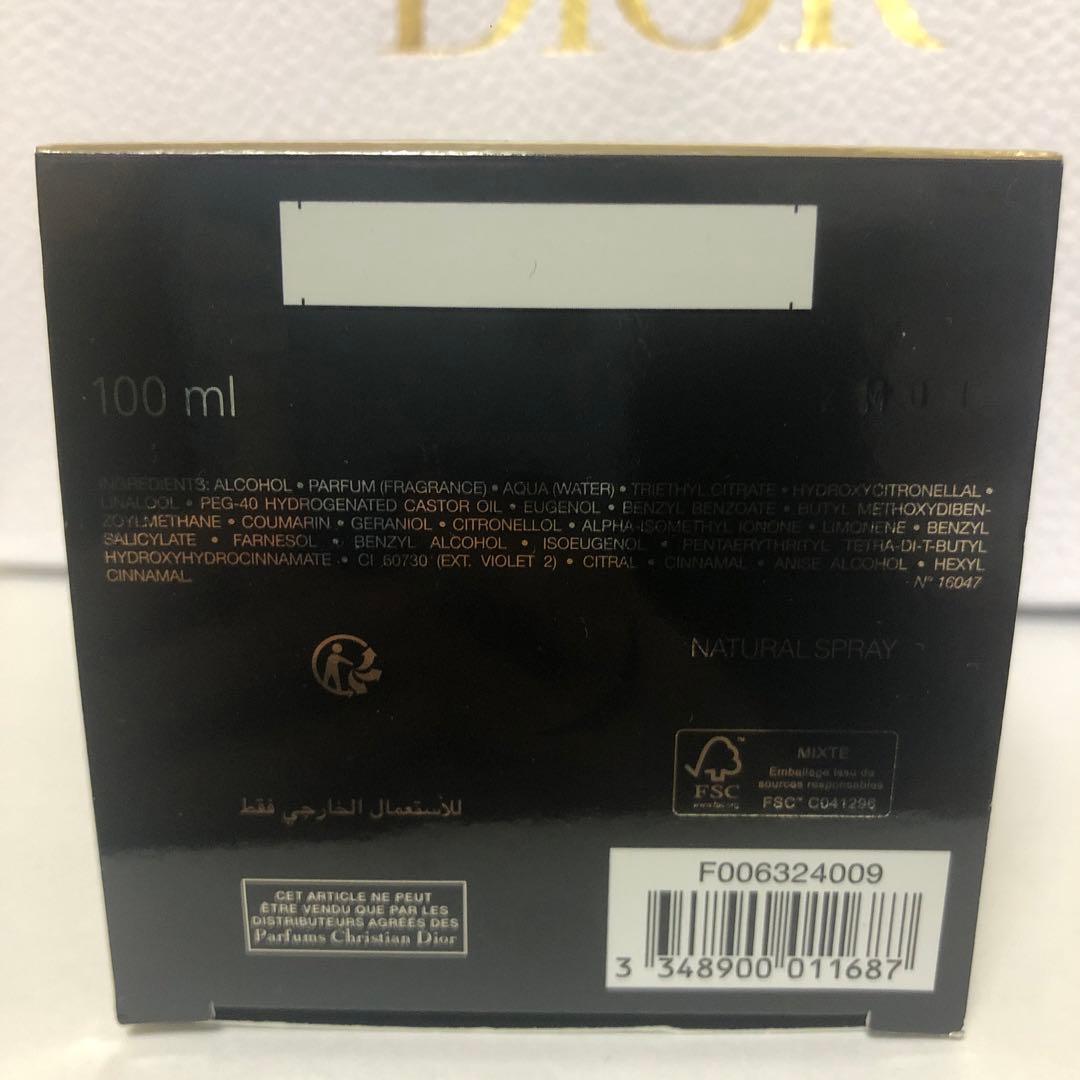 DIOR
100 ml
INGREDIENTS: ALCOHOL • PARFUM (FRAGRANCE) • AQUA (WATER) • TRIETHYL CITRATE • HYDROXYCITRONELLAL •
LINALOOL • PEG-40 HYDROGENATED CASTOR OIL • EUGENOL • BENZYL BENZOATE • BUTYL METHOXYDIBEN-
ZOYLMETHANE • COUMARIN • GERANIOL • CITRONELLOL • ALPHA-ISOMETHYL IONONE • LIMONENE • BENZYL
SALICYLATE • FARNESOL • BENZYL ALCOHOL • ISOEUGENOL • PENTAERYTHRITYL TETRA-DI-T-BUTYL
HYDROXYHYDROCINNAMATE • CI 60730 (EXT. VIOLET 2) • CITRAL • CINNAMAL • ANISE ALCOHOL • HEXYL
CINNAMAL.
N° 16047
NATURAL SPRAY
FSC™
www.fsc.org
MIXTE
Emballage issu de
sources responsables
FSC™ C041296
للأستعمال الخارجي فقط
CET ARTICLE NE PEUT
ÊTRE VENDU QUE PAR LES
DISTRIBUTEURS AGRÉÉS DES
Parfums Christian Dior
F006324009
3 348900 011687